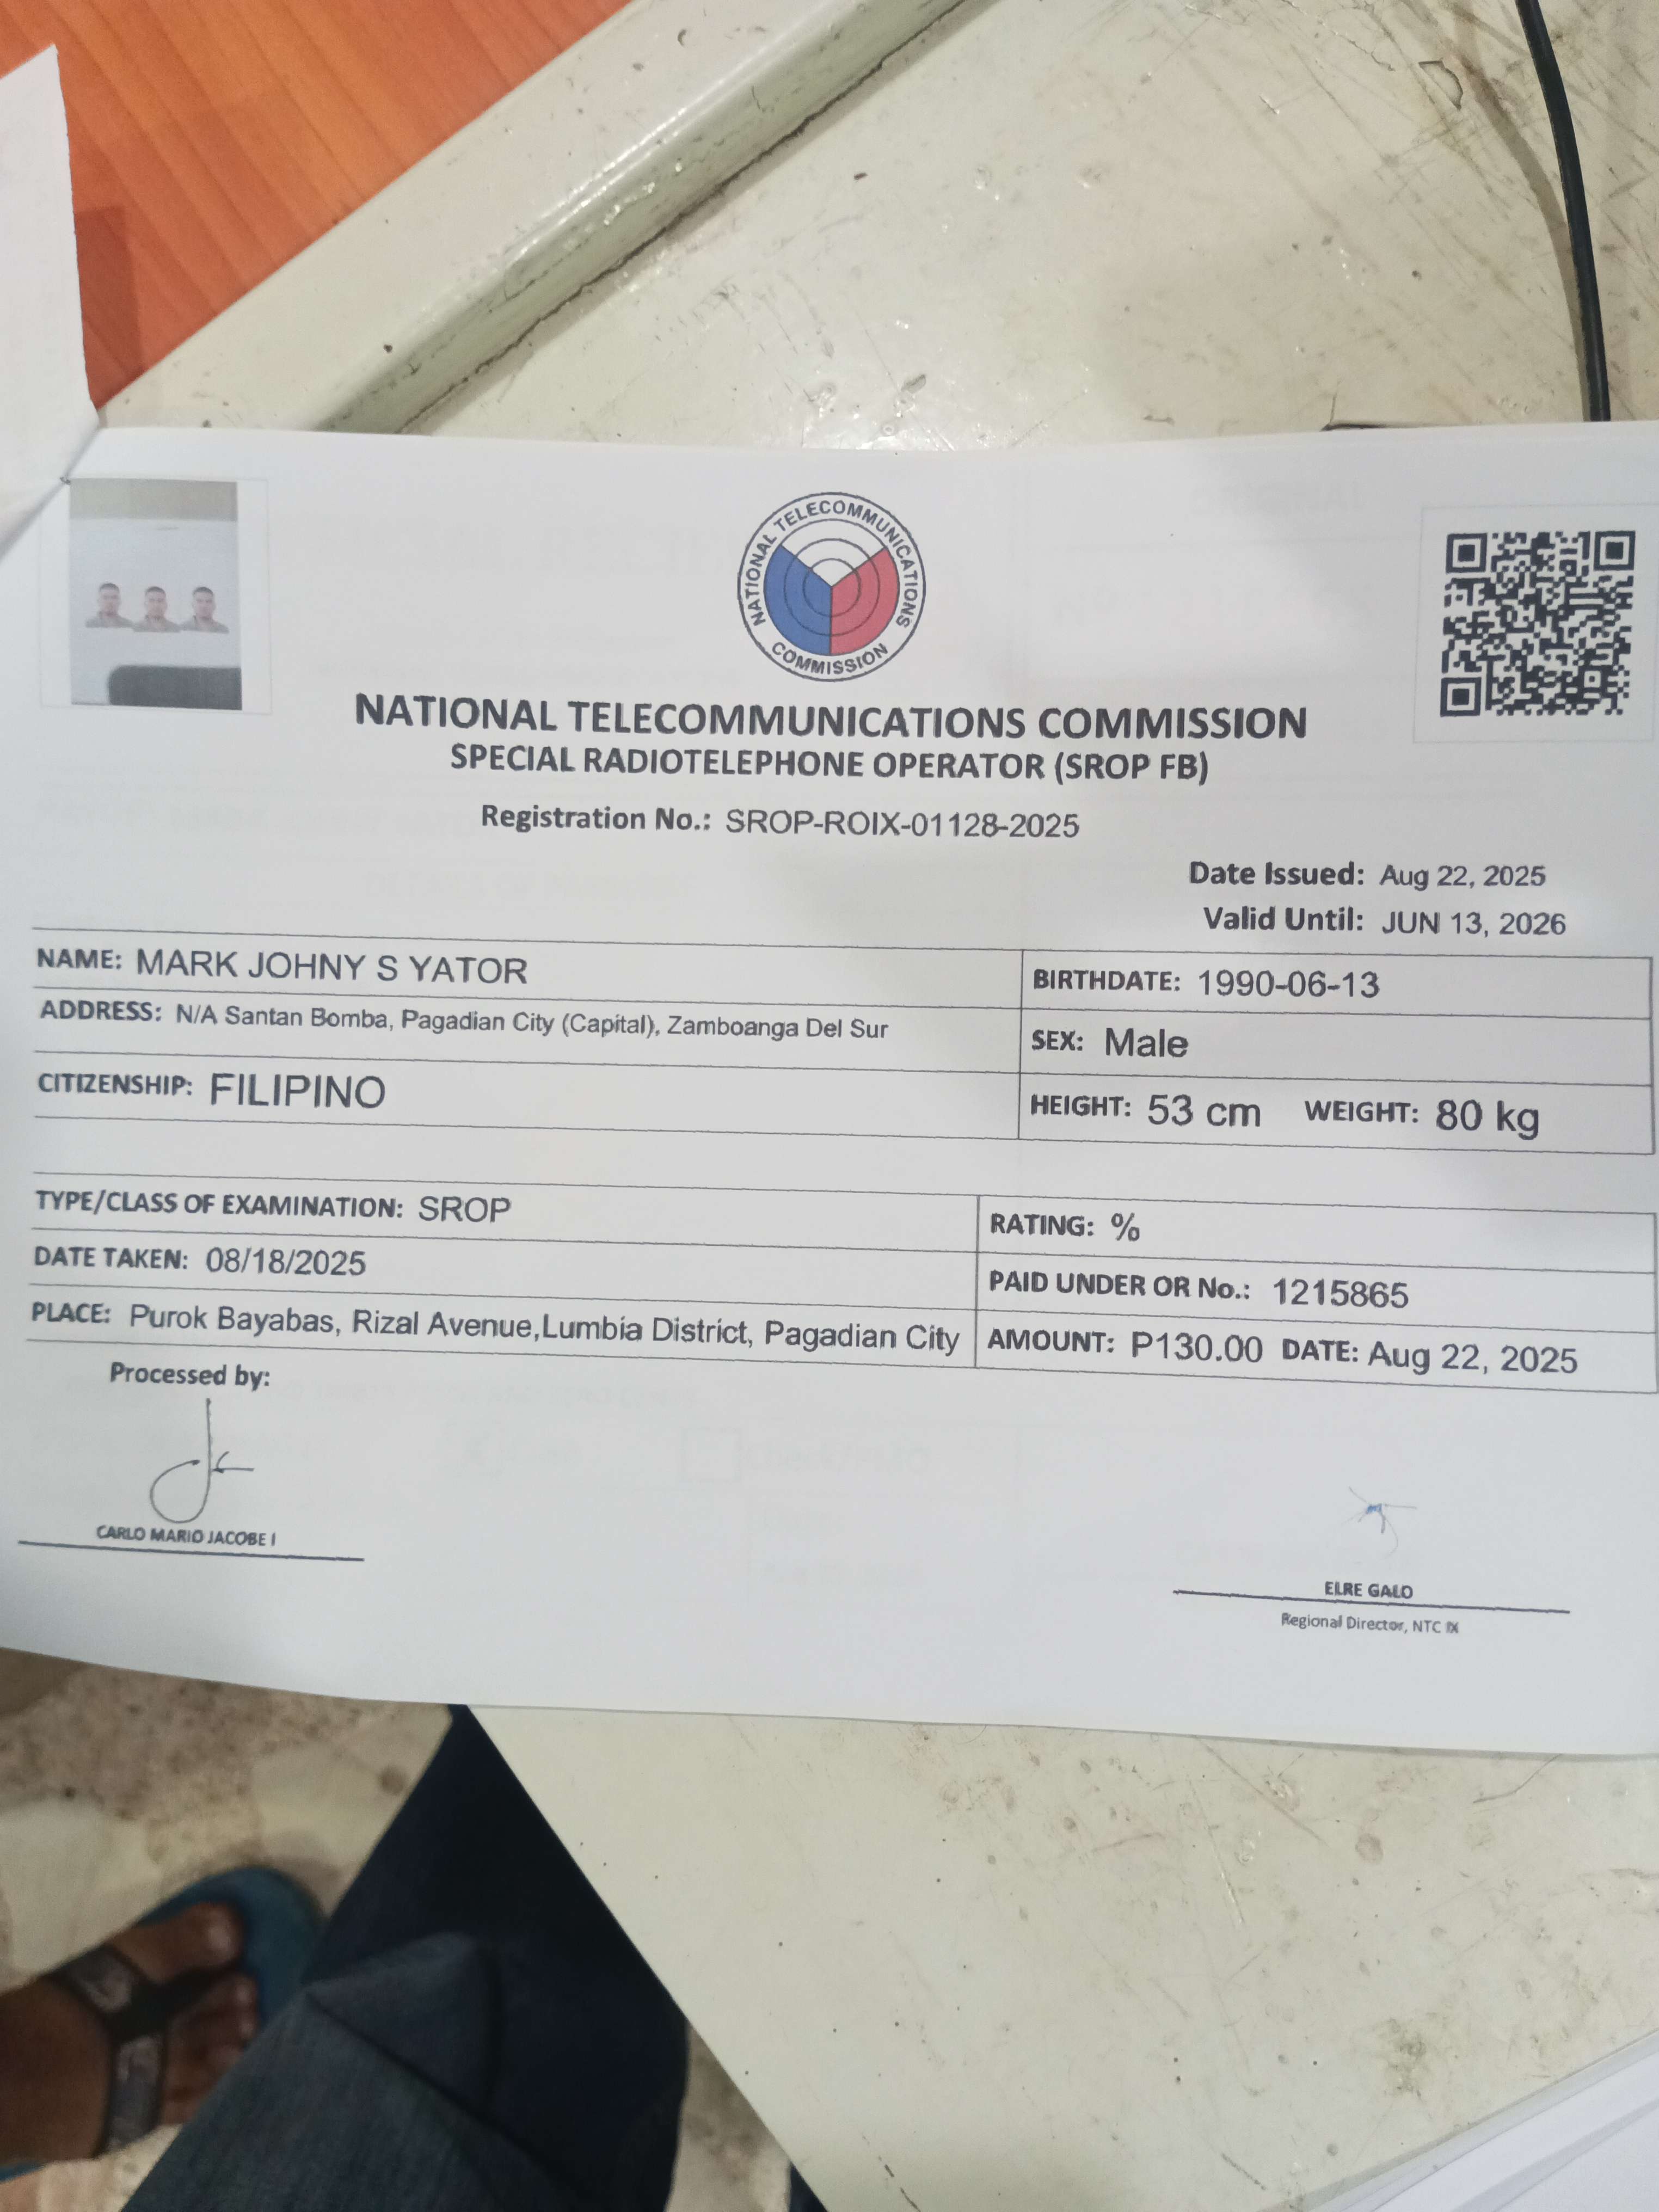 NATIONAL TELECOMMUNICATIONS COMMISSION
NATIONAL TELECOMMUNICATIONS COMMISSION
SPECIAL RADIOTELEPHONE OPERATOR (SROP FB)
Registration No.: SROP-ROIX-01128-2025
Date Issued: Aug 22, 2025
Valid Until: JUN 13, 2026
NAME: MARK JOHNY S YATOR
BIRTHDATE: 1990-06-13
ADDRESS: N/A Santan Bomba, Pagadian City (Capital), Zamboanga Del Sur
SEX: Male
CITIZENSHIP: FILIPINO
HEIGHT: 53 cm WEIGHT: 80 kg
TYPE/CLASS OF EXAMINATION: SROP
RATING: %
DATE TAKEN: 08/18/2025
PAID UNDER OR No.: 1215865
PLACE: Purok Bayabas, Rizal Avenue,Lumbia District, Pagadian City
AMOUNT: P130.00 DATE: Aug 22, 2025
Processed by:
CARLO MARIO JACOBE I
ELRE GALO
Regional Director, NTC IX